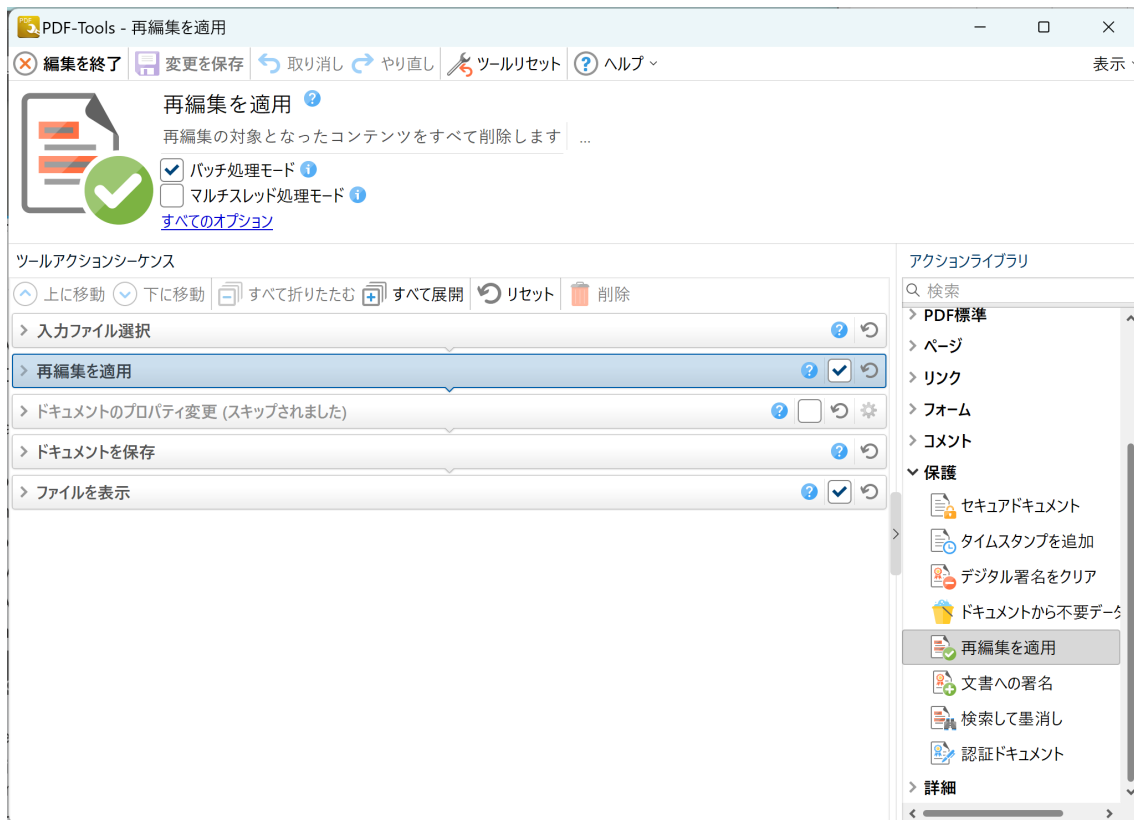 PDF-Tools - 再編集を適用
編集を終了 変更を保存 取り消し やり直し ツールリセット ? ヘルプ 表示
再編集を適用 ?
再編集の対象となったコンテンツをすべて削除します ...
バッチ処理モード i
マルチスレッド処理モード i
すべてのオプション
ツールアクションシーケンス
上に移動 下に移動 すべて折りたたむ すべて展開 リセット 削除
入力ファイル選択 ?
再編集を適用 ?
ドキュメントのプロパティ変更 (スキップされました) ?
ドキュメントを保存 ?
ファイルを表示 ?
アクションライブラリ
検索
PDF標準
ページ
リンク
フォーム
コメント
保護
セキュアドキュメント
タイムスタンプを追加
デジタル署名をクリア
ドキュメントから不要データ
再編集を適用
文書への署名
検索して墨消し
認証ドキュメント
詳細